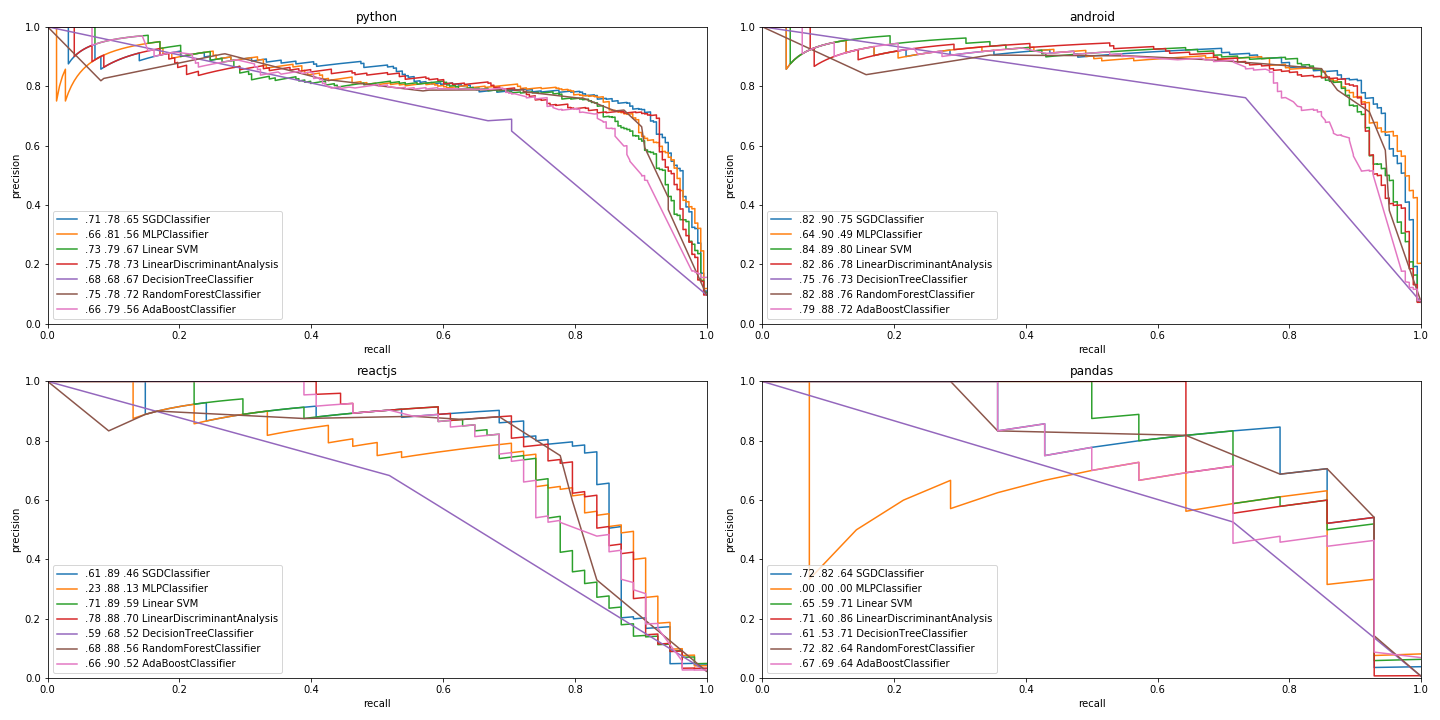 python
1.0
0.8
0.6
0.4
0.2
0.0
precision
.71 .78 .65 SGDClassifier
.66 .81 .56 MLPClassifier
.73 .79 .67 Linear SVM
.75 .78 .73 LinearDiscriminantAnalysis
.68 .68 .67 DecisionTreeClassifier
.75 .78 .72 RandomForestClassifier
.66 .79 .56 AdaBoostClassifier
0.0 0.2 0.4 0.6 0.8 1.0
recall
android
1.0
0.8
0.6
0.4
0.2
0.0
precision
.82 .90 .75 SGDClassifier
.64 .90 .49 MLPClassifier
.84 .89 .80 Linear SVM
.82 .86 .78 LinearDiscriminantAnalysis
.75 .76 .73 DecisionTreeClassifier
.82 .88 .76 RandomForestClassifier
.79 .88 .72 AdaBoostClassifier
0.0 0.2 0.4 0.6 0.8 1.0
recall
reactjs
1.0
0.8
0.6
0.4
0.2
0.0
precision
.61 .89 .46 SGDClassifier
.23 .88 .13 MLPClassifier
.71 .89 .59 Linear SVM
.78 .88 .70 LinearDiscriminantAnalysis
.59 .68 .52 DecisionTreeClassifier
.68 .88 .56 RandomForestClassifier
.66 .90 .52 AdaBoostClassifier
0.0 0.2 0.4 0.6 0.8 1.0
recall
pandas
1.0
0.8
0.6
0.4
0.2
0.0
precision
.72 .82 .64 SGDClassifier
.00 .00 .00 MLPClassifier
.65 .59 .71 Linear SVM
.71 .60 .86 LinearDiscriminantAnalysis
.61 .53 .71 DecisionTreeClassifier
.72 .82 .64 RandomForestClassifier
.67 .69 .64 AdaBoostClassifier
0.0 0.2 0.4 0.6 0.8 1.0
recall